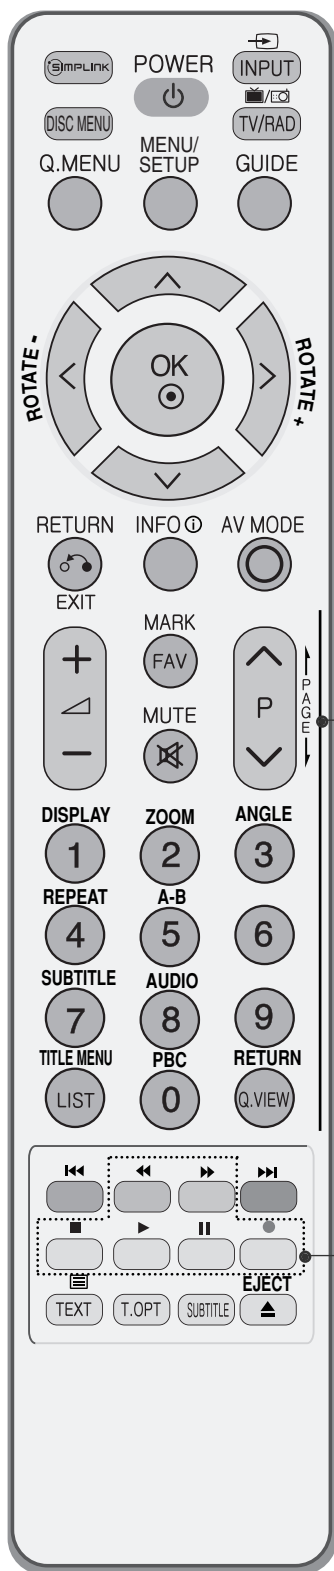 SIMPLINK POWER INPUT
DISC MENU TV/RAD
Q.MENU MENU/ SETUP GUIDE
ROTATE - OK ROTATE +
RETURN INFO i AV MODE
EXIT
MARK
FAV
+ - P PAGE
MUTE
DISPLAY ZOOM ANGLE
1 2 3
REPEAT A-B
4 5 6
SUBTITLE AUDIO
7 8 9
TITLE MENU PBC RETURN
LIST 0 Q.VIEW
EJECT
TEXT T.OPT SUBTITLE